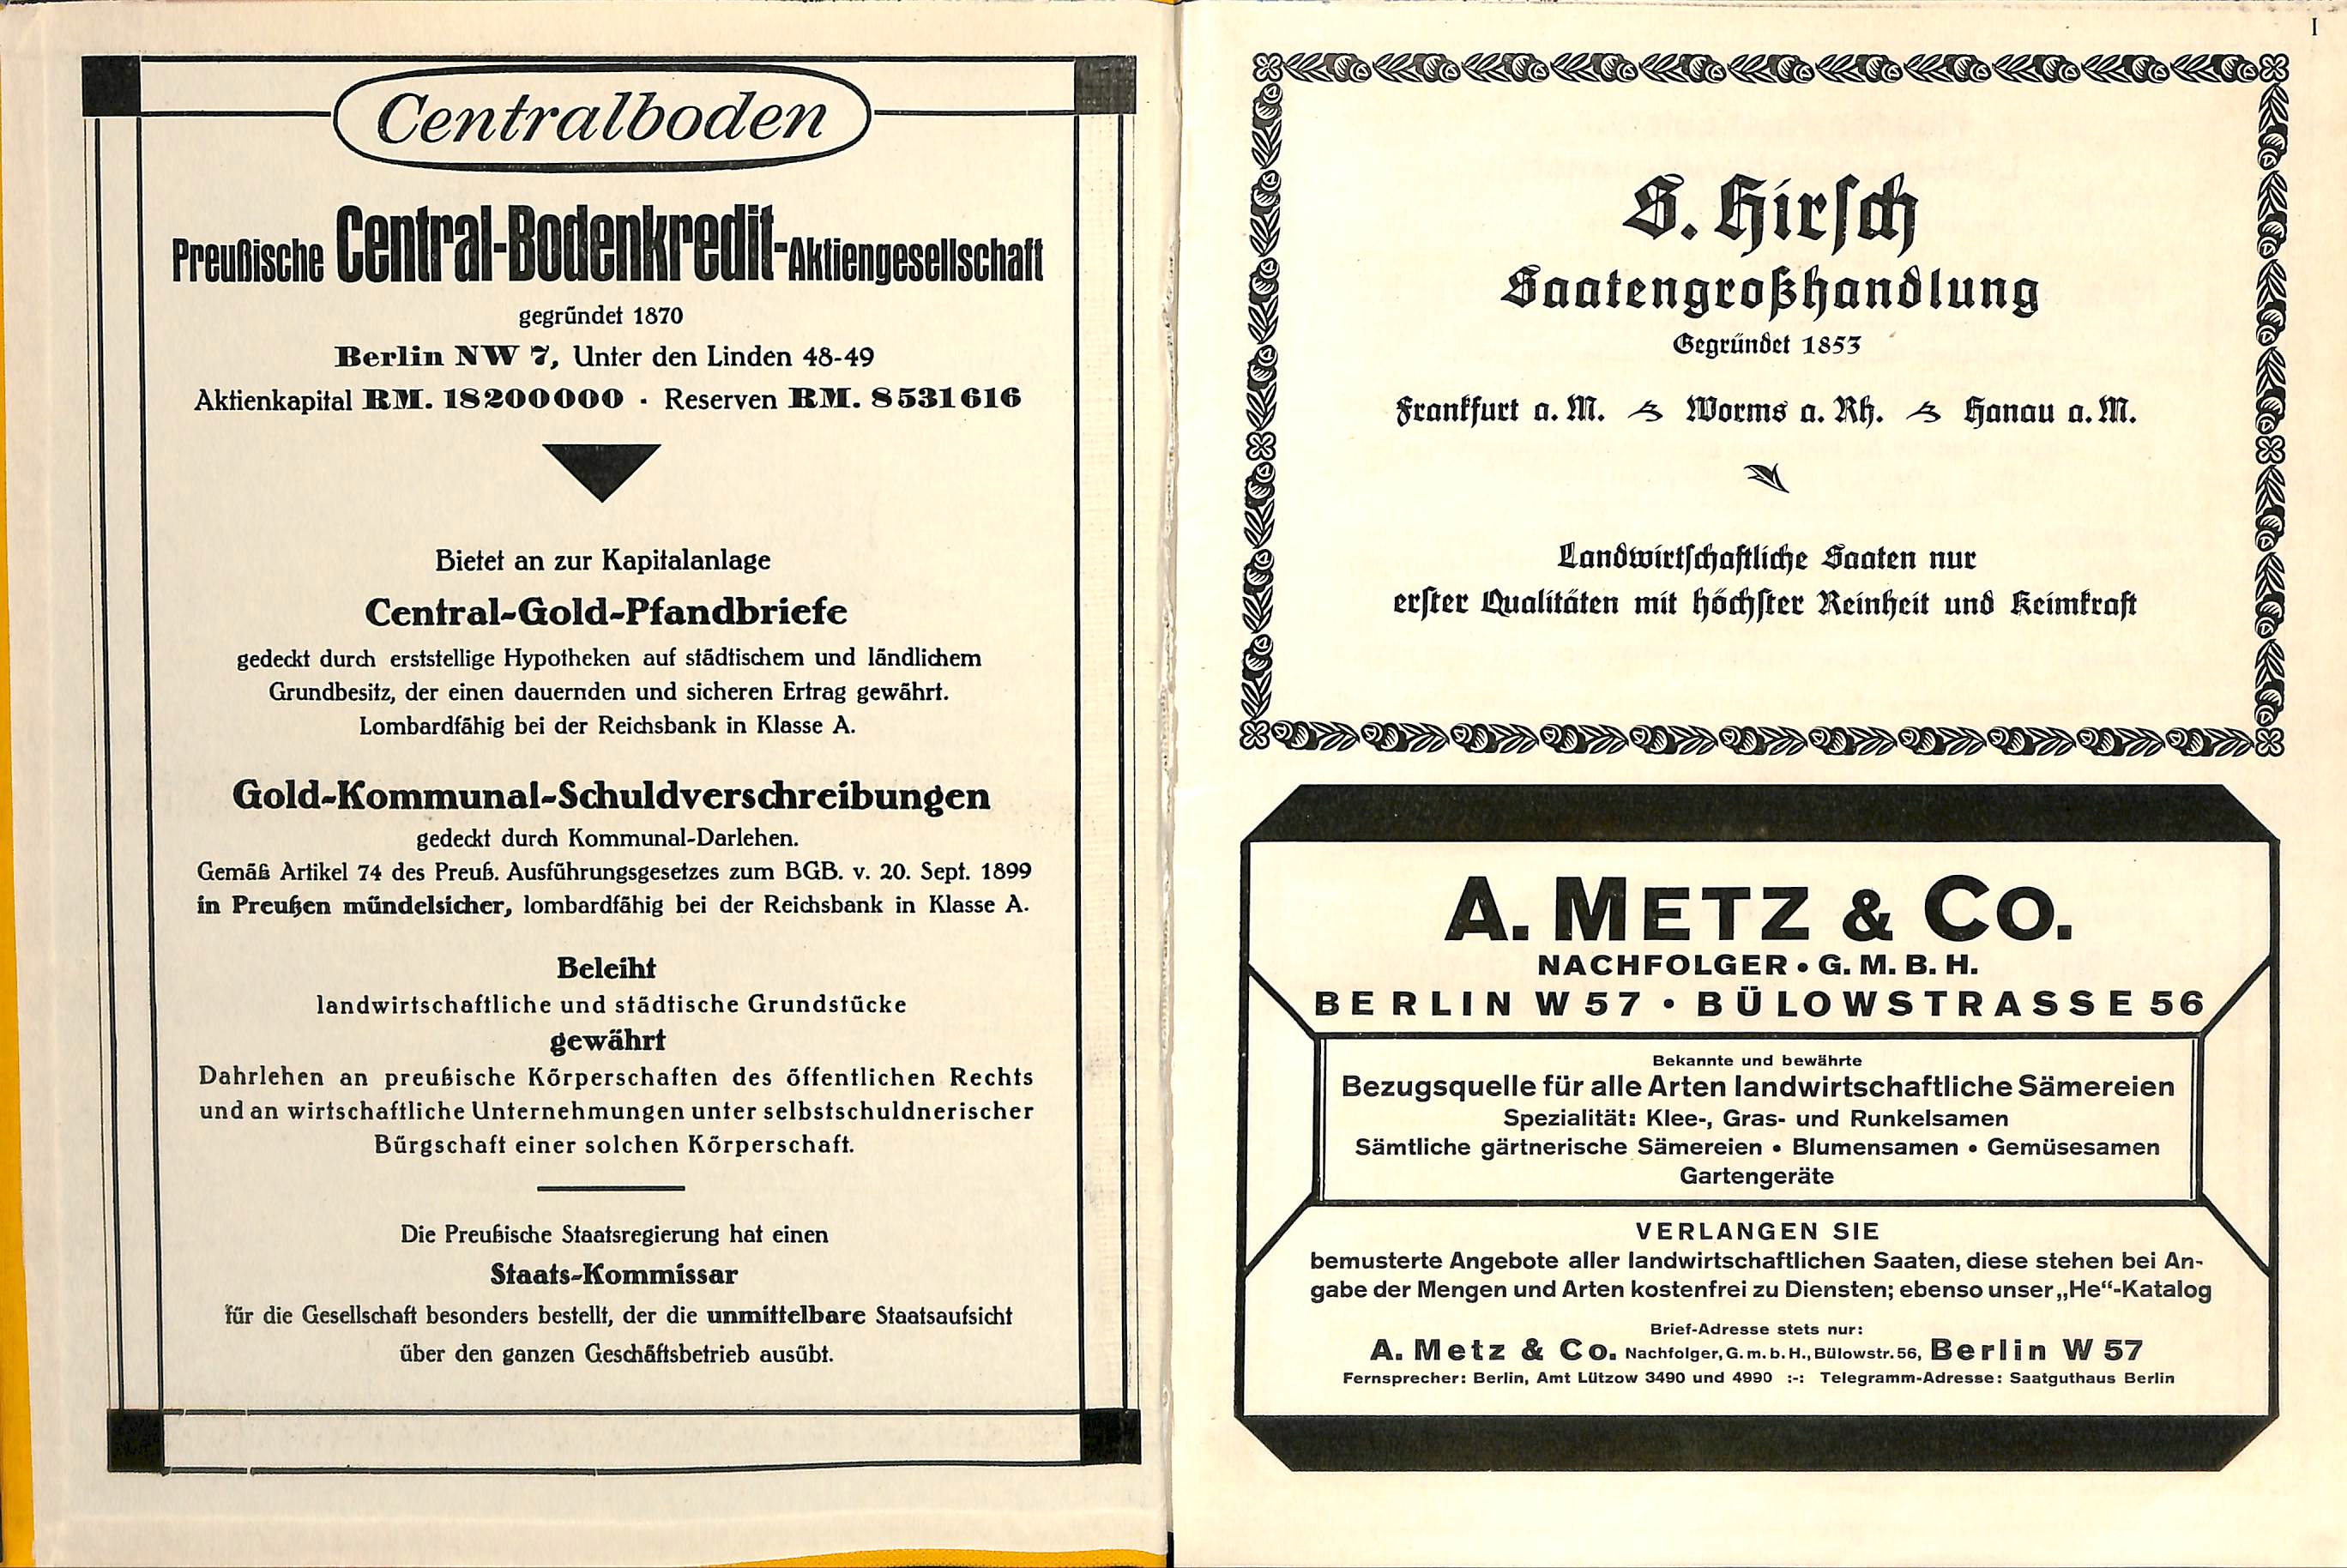 Centralboden
Preußische Central-Bodenkredit-Aktiengesellschaft
gegründet 1870
Berlin NW 7, Unter den Linden 48-49
Aktienkapital RM. 18200000 · Reserven RM. 8531616
Bietet an zur Kapitalanlage
Central-Gold-Pfandbriefe
gedeckt durch erststellige Hypotheken auf städtischem und ländlichem
Grundbesitz, der einen dauernden und sicheren Ertrag gewährt.
Lombardfähig bei der Reichsbank in Klasse A.
Gold-Kommunal-Schuldverschreibungen
gedeckt durch Kommunal-Darlehen.
Gemäß Artikel 74 des Preuß. Ausführungsgesetzes zum BGB. v. 20. Sept. 1899
in Preußen mündelsicher, lombardfähig bei der Reichsbank in Klasse A.
Beleiht
landwirtschaftliche und städtische Grundstücke
gewährt
Dahrlehen an preußische Körperschaften des öffentlichen Rechts
und an wirtschaftliche Unternehmungen unter selbstschuldnerischer
Bürgschaft einer solchen Körperschaft.
Die Preußische Staatsregierung hat einen
Staats-Kommissar
für die Gesellschaft besonders bestellt, der die unmittelbare Staatsaufsicht
über den ganzen Geschäftsbetrieb ausübt.
I
S. Hirſch
Saatengroßhandlung
Gegründet 1853
Frankfurt a. M. Worms a. Rh. Hanau a. M.
Landwirtſchaftliche Saaten nur
erſter Qualitäten mit höchſter Reinheit und Keimkraft
A. METZ & CO.
NACHFOLGER • G. M. B. H.
BERLIN W 57 • BÜLOWSTRASSE 56
Bekannte und bewährte
Bezugsquelle für alle Arten landwirtschaftliche Sämereien
Spezialität: Klee-, Gras- und Runkelsamen
Sämtliche gärtnerische Sämereien • Blumensamen • Gemüsesamen
Gartengeräte
VERLANGEN SIE
bemusterte Angebote aller landwirtschaftlichen Saaten, diese stehen bei An-
gabe der Mengen und Arten kostenfrei zu Diensten; ebenso unser „He“-Katalog
Brief-Adresse stets nur:
A. Metz & Co. Nachfolger, G. m. b. H., Bülowstr. 56, Berlin W 57
Fernsprecher: Berlin, Amt Lützow 3490 und 4990 :-: Telegramm-Adresse: Saatguthaus Berlin